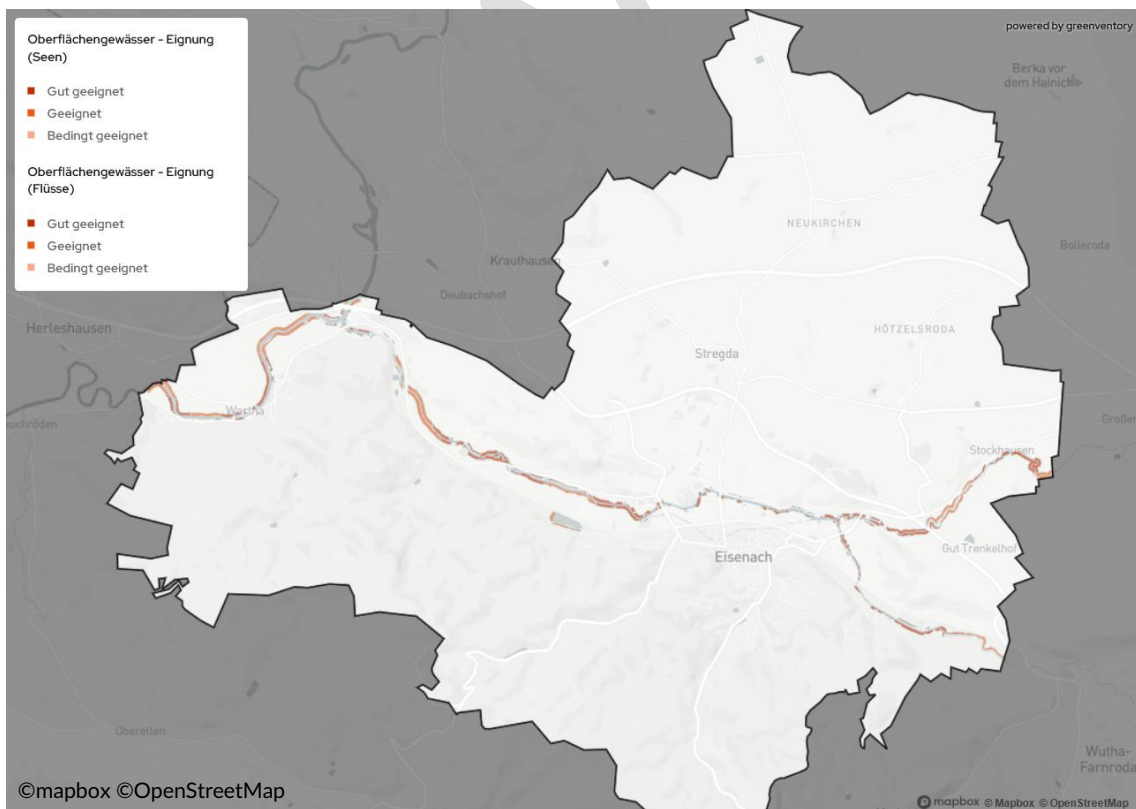 Oberflächengewässer - Eignung
(Seen)
Gut geeignet
Geeignet
Bedingt geeignet
Oberflächengewässer - Eignung
(Flüsse)
Gut geeignet
Geeignet
Bedingt geeignet
powered by greenventory
Berka vor
dem Hainich
NEUKIRCHEN
Bolleroda
Krauthausen
Deubachshof
Herleshausen
HÖTZELSRODA
Stregda
Wartha
Großen
Stockhausen
Gut Trenkelhof
Eisenach
Oberellen
Wutha-
Farnroda
©mapbox ©OpenStreetMap
mapbox © Mapbox © OpenStreetMap